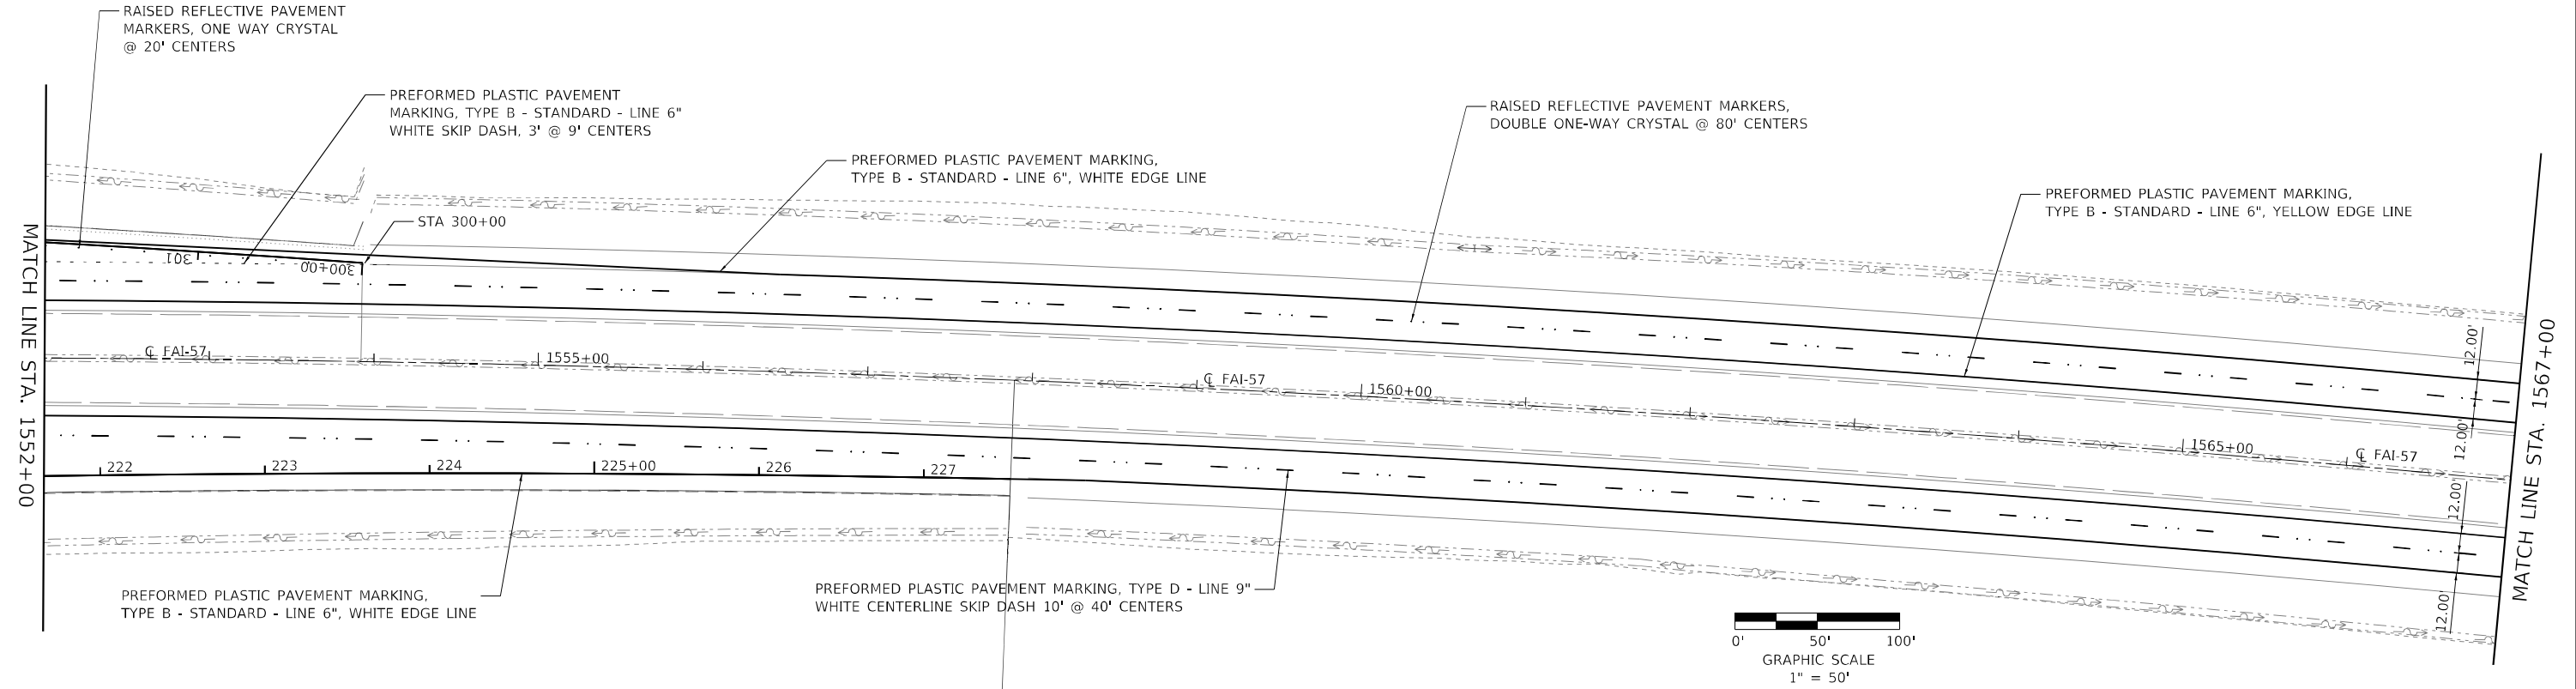 RAISED REFLECTIVE PAVEMENT
MARKERS, ONE WAY CRYSTAL
@ 20' CENTERS
PREFORMED PLASTIC PAVEMENT
MARKING, TYPE B - STANDARD - LINE 6"
WHITE SKIP DASH, 3' @ 9' CENTERS
RAISED REFLECTIVE PAVEMENT MARKERS,
DOUBLE ONE-WAY CRYSTAL @ 80' CENTERS
PREFORMED PLASTIC PAVEMENT MARKING,
TYPE B - STANDARD - LINE 6", WHITE EDGE LINE
PREFORMED PLASTIC PAVEMENT MARKING,
TYPE B - STANDARD - LINE 6", YELLOW EDGE LINE
STA 300+00
301
300+00
MATCH LINE STA. 1552+00
℄ FAI-57
1555+00
℄ FAI-57
1560+00
1565+00
℄ FAI-57
12.00'
12.00'
12.00'
12.00'
MATCH LINE STA. 1567+00
222
223
224
225+00
226
227
PREFORMED PLASTIC PAVEMENT MARKING,
TYPE B - STANDARD - LINE 6", WHITE EDGE LINE
PREFORMED PLASTIC PAVEMENT MARKING, TYPE D - LINE 9"
WHITE CENTERLINE SKIP DASH 10' @ 40' CENTERS
0' 50' 100'
GRAPHIC SCALE
1" = 50'